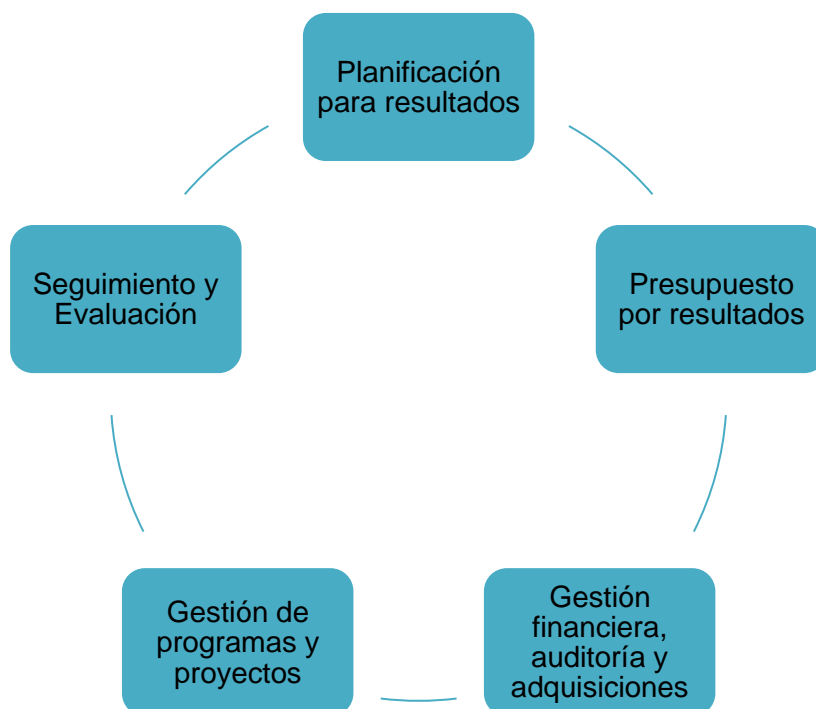 Planificación
para resultados
Presupuesto
por resultados
Gestión
financiera,
auditoría y
adquisiciones
Gestión de
programas y
proyectos
Seguimiento y
Evaluación